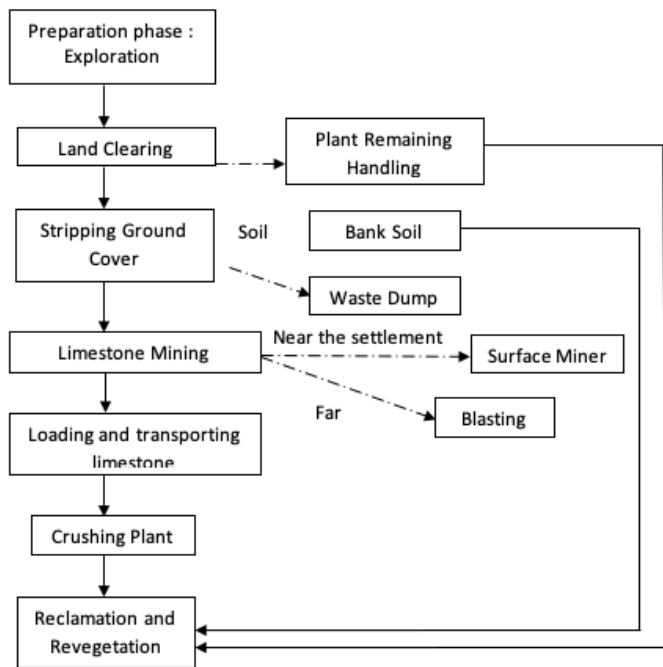 Preparation phase :
Exploration
Land Clearing
Plant Remaining
Handling
Stripping Ground
Cover
Soil
Bank Soil
Waste Dump
Limestone Mining
Near the settlement
Surface Miner
Far
Blasting
Loading and transporting
limestone
Crushing Plant
Reclamation and
Revegetation